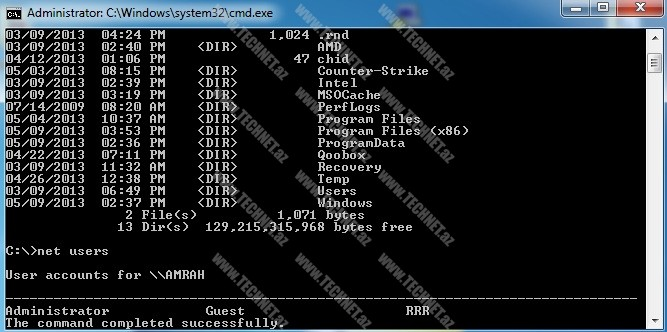 Administrator: C:\Windows\system32\cmd.exe
03/09/2013 04:24 PM 1,024 .rnd
03/09/2013 02:40 PM <DIR> AMD
04/12/2013 01:06 PM 47 chid
05/03/2013 08:15 PM <DIR> Counter-Strike
03/09/2013 02:39 PM <DIR> Intel
03/09/2013 03:19 PM <DIR> MSOCache
07/14/2009 08:20 AM <DIR> PerfLogs
05/04/2013 10:37 AM <DIR> Program Files
05/09/2013 03:53 PM <DIR> Program Files (x86)
05/09/2013 02:36 PM <DIR> ProgramData
04/22/2013 07:11 PM <DIR> Qoobox
03/09/2013 11:32 AM <DIR> Recovery
04/26/2013 12:38 PM <DIR> Temp
03/09/2013 06:49 PM <DIR> Users
05/09/2013 02:37 PM <DIR> Windows
2 File(s) 1,071 bytes
13 Dir(s) 129,215,315,968 bytes free
C:\>net users
User accounts for \\AMRAH
Administrator Guest RRR
The command completed successfully.
www.TECHNET.az